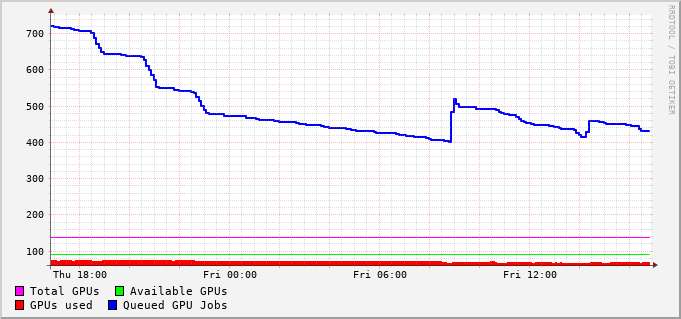 RRDTOOL / TOBI OETIKER
700
600
500
400
300
200
100
Thu 18:00 Fri 00:00 Fri 06:00 Fri 12:00
Total GPUs Available GPUs
GPUs used Queued GPU Jobs